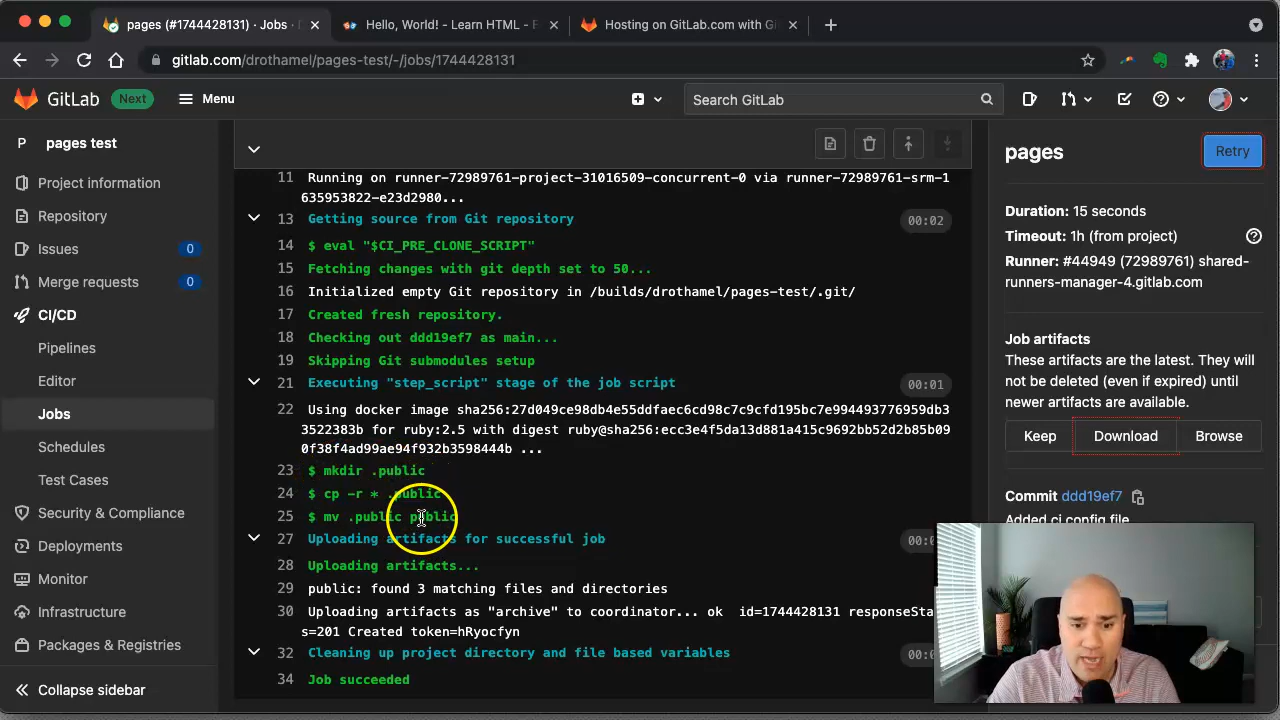 pages (#1744428131) · Jobs ·
Hello, World! - Learn HTML - F
Hosting on GitLab.com with Git
gitlab.com/drothamel/pages-test/-/jobs/1744428131
GitLab
Next
Menu
Search GitLab
P
pages test
Project information
Repository
Issues
0
Merge requests
0
CI/CD
Pipelines
Editor
Jobs
Schedules
Test Cases
Security & Compliance
Deployments
Monitor
Infrastructure
Packages & Registries
Collapse sidebar
11 Running on runner-72989761-project-31016509-concurrent-0 via runner-72989761-srm-1
635953822-e23d2980...
13 Getting source from Git repository 00:02
14 $ eval "$CI_PRE_CLONE_SCRIPT"
15 Fetching changes with git depth set to 50...
16 Initialized empty Git repository in /builds/drothamel/pages-test/.git/
17 Created fresh repository.
18 Checking out ddd19ef7 as main...
19 Skipping Git submodules setup
21 Executing "step_script" stage of the job script 00:01
22 Using docker image sha256:27d049ce98db4e55ddfaec6cd98c7c9cfd195bc7e994493776959db3
3522383b for ruby:2.5 with digest ruby@sha256:ecc3e4f5da13d881a415c9692bb52d2b85b09
0f38f4ad99ae94f932b3598444b ...
23 $ mkdir .public
24 $ cp -r * .public
25 $ mv .public public
27 Uploading artifacts for successful job
28 Uploading artifacts...
29 public: found 3 matching files and directories
30 Uploading artifacts as "archive" to coordinator... ok id=1744428131 responseSta
s=201 Created token=hRyocfyn
32 Cleaning up project directory and file based variables
34 Job succeeded
pages
Retry
Duration: 15 seconds
Timeout: 1h (from project)
Runner: #44949 (72989761) shared-
runners-manager-4.gitlab.com
Job artifacts
These artifacts are the latest. They will
not be deleted (even if expired) until
newer artifacts are available.
Keep
Download
Browse
Commit ddd19ef7
Added ci config file